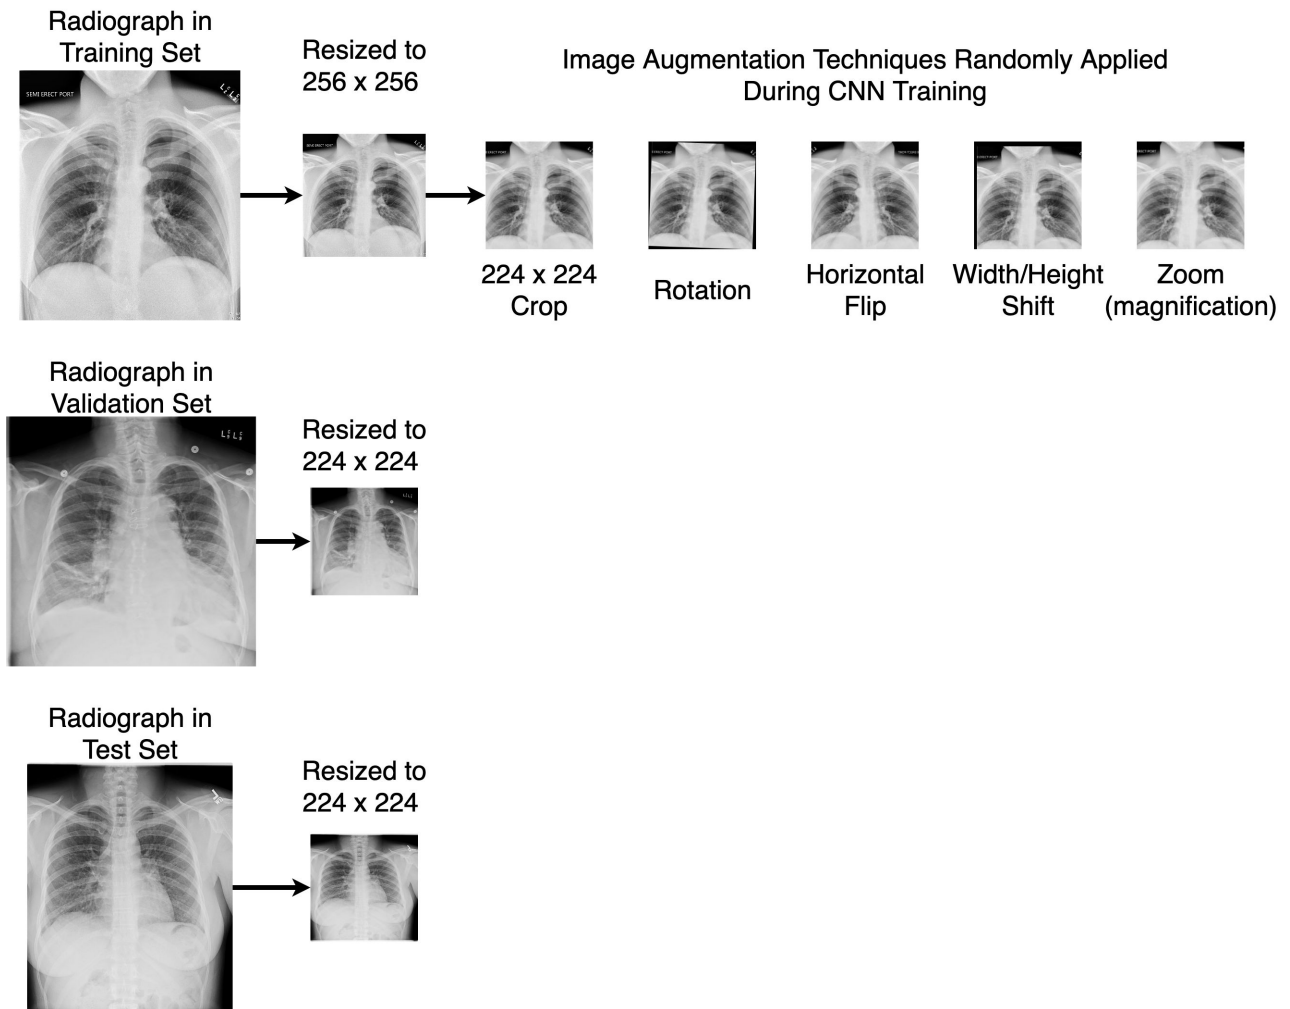 Radiograph in
Training Set
SEMI ERECT PORT
Resized to
256 x 256
Image Augmentation Techniques Randomly Applied
During CNN Training
224 x 224
Crop
Rotation
Horizontal
Flip
Width/Height
Shift
Zoom
(magnification)
Radiograph in
Validation Set
Resized to
224 x 224
Radiograph in
Test Set
Resized to
224 x 224